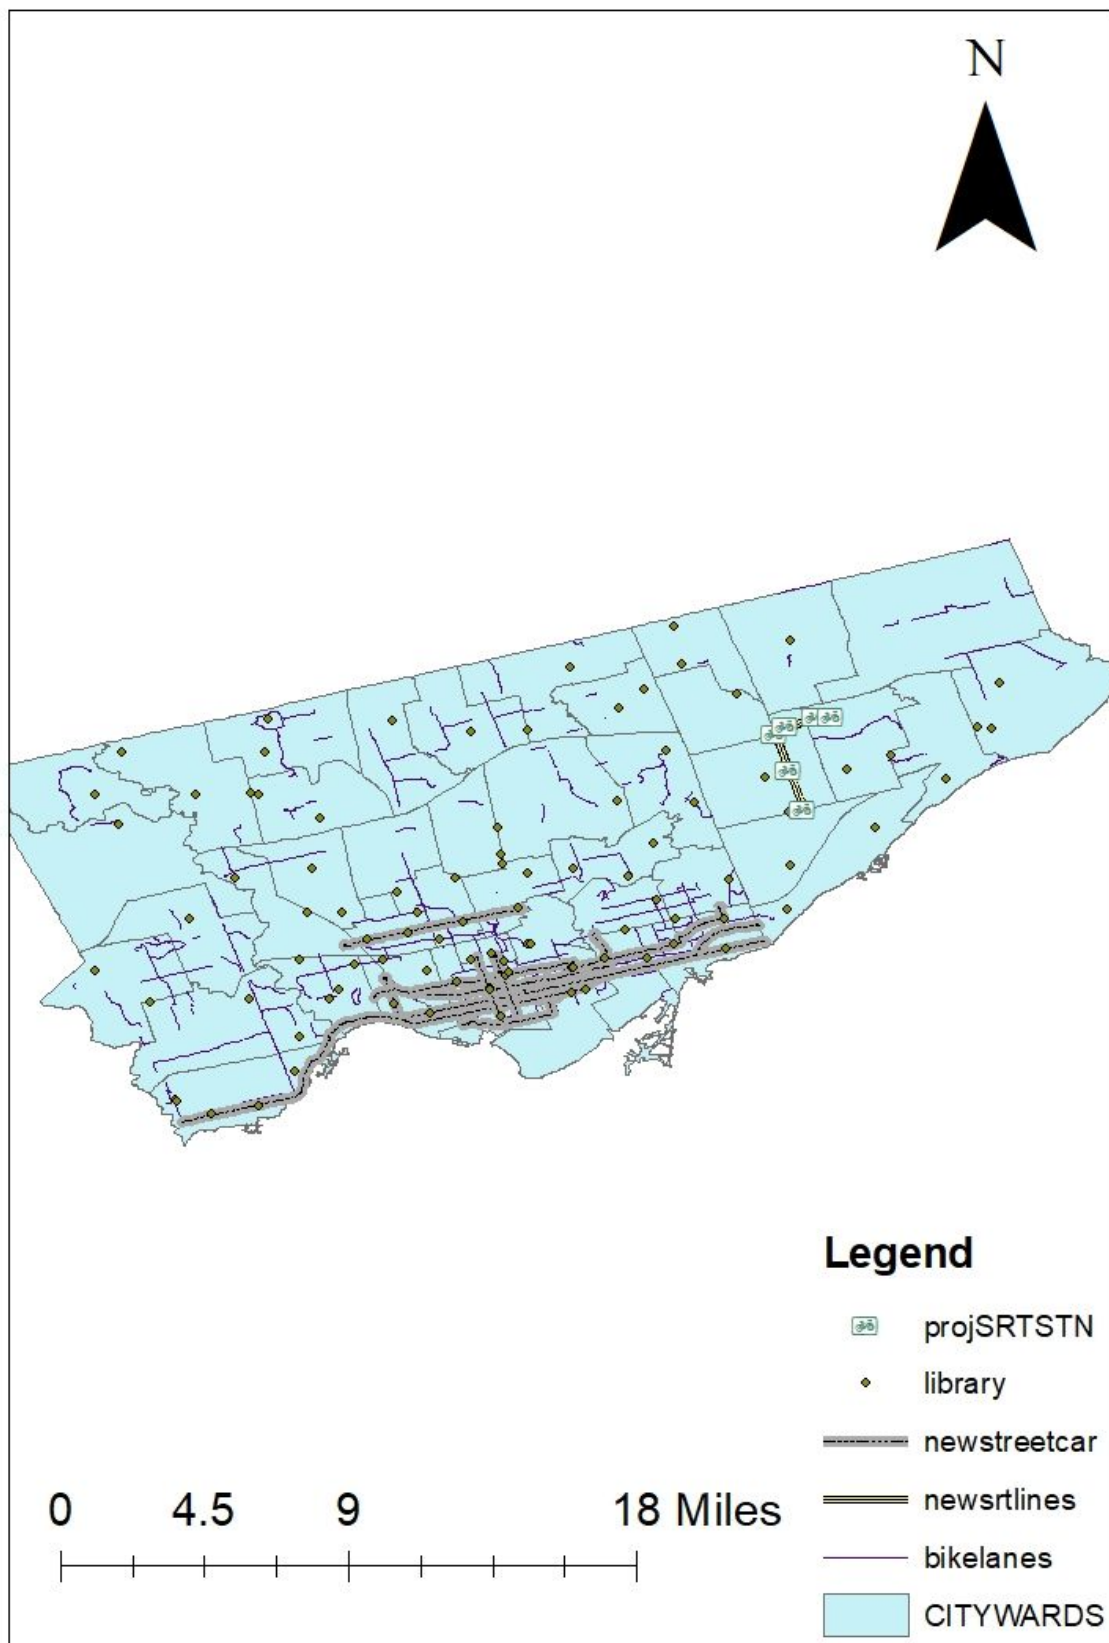 N
Legend
projSRTSTN
library
newstreetcar
newsrtlines
bikelanes
CITYWARDS
0 4.5 9 18 Miles